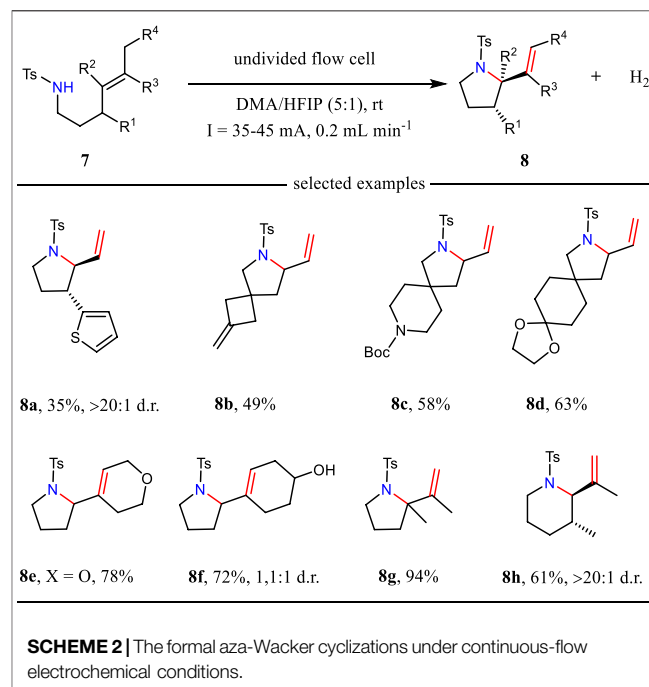 Ts
NH
R²
R⁴
R³
R¹
7
undivided flow cell
DMA/HFIP (5:1), rt
I = 35-45 mA, 0.2 mL min⁻¹
Ts
N
R²
R⁴
R³
R¹
8
+ H₂
selected examples
Ts
N
S
8a, 35%, >20:1 d.r.
Ts
N
8b, 49%
Ts
N
N
Boc
8c, 58%
Ts
N
O
O
8d, 63%
Ts
N
O
8e, X = O, 78%
Ts
N
OH
8f, 72%, 1,1:1 d.r.
Ts
N
8g, 94%
Ts
N
8h, 61%, >20:1 d.r.
SCHEME 2 | The formal aza-Wacker cyclizations under continuous-flow
electrochemical conditions.